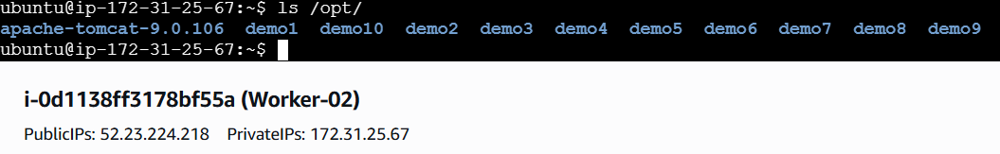 ubuntu@ip-172-31-25-67:~$ ls /opt/
apache-tomcat-9.0.106  demo1  demo10  demo2  demo3  demo4  demo5  demo6  demo7  demo8  demo9
ubuntu@ip-172-31-25-67:~$
i-0d1138ff3178bf55a (Worker-02)
PublicIPs: 52.23.224.218    PrivateIPs: 172.31.25.67